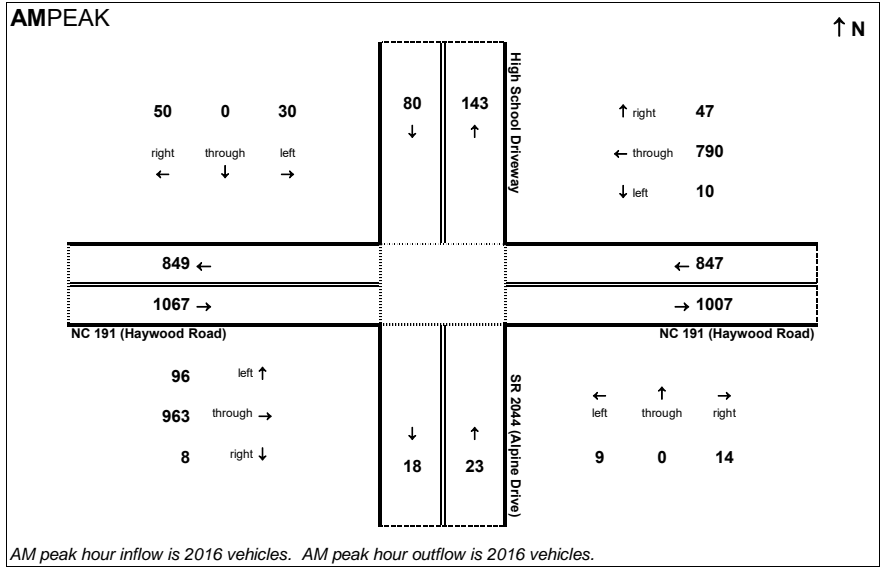 AMPEAK
↑ N
50 0 30
right through left
← ↓ →
80 143
↓ ↑
High School Driveway
↑ right 47
← through 790
↓ left 10
849 ←
← 847
1067 →
→ 1007
NC 191 (Haywood Road)
NC 191 (Haywood Road)
96 left ↑
963 through →
8 right ↓
↓ ↑
18 23
SR 2044 (Alpine Drive)
← ↑ →
left through right
9 0 14
AM peak hour inflow is 2016 vehicles. AM peak hour outflow is 2016 vehicles.